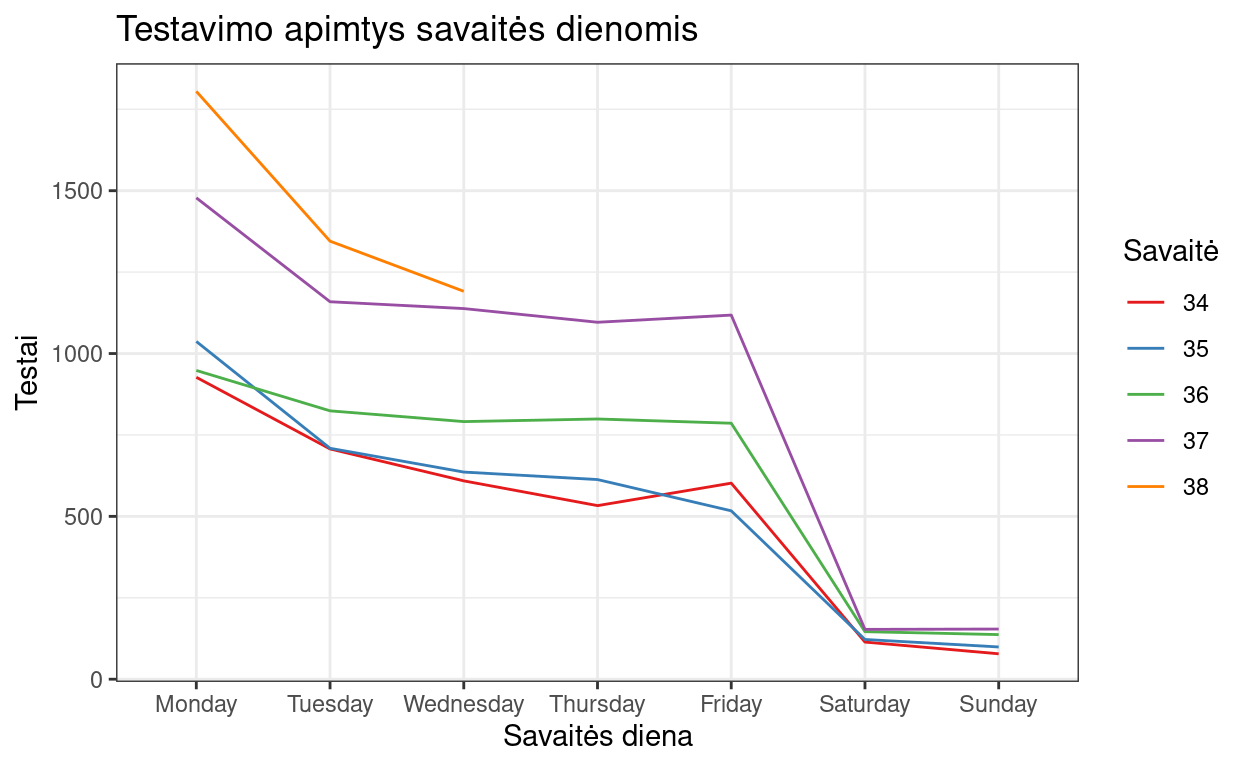 Testavimo apimtys savaitės dienomis
Testai
1500
1000
500
0
Monday Tuesday Wednesday Thursday Friday Saturday Sunday
Savaitės diena
Savaitė
34
35
36
37
38